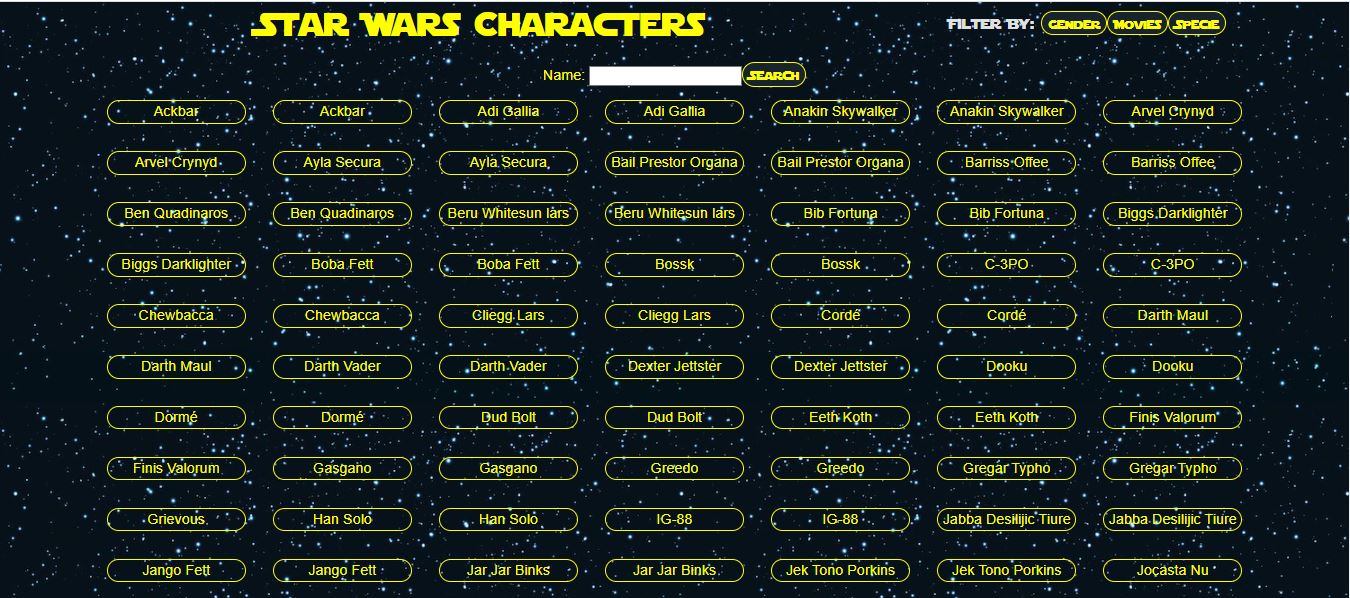 Star Wars Characters Filter By: Gender Movies Specie
Name: Search
Ackbar Ackbar Adi Gallia Adi Gallia Anakin Skywalker Anakin Skywalker Arvel Crynyd
Arvel Crynyd Ayla Secura Ayla Secura Bail Prestor Organa Bail Prestor Organa Barriss Offee Barriss Offee
Ben Quadinaros Ben Quadinaros Beru Whitesun lars Beru Whitesun lars Bib Fortuna Bib Fortuna Biggs Darklighter
Biggs Darklighter Boba Fett Boba Fett Bossk Bossk C-3PO C-3PO
Chewbacca Chewbacca Cliegg Lars Cliegg Lars Cordé Cordé Darth Maul
Darth Maul Darth Vader Darth Vader Dexter Jettster Dexter Jettster Dooku Dooku
Dormé Dormé Dud Bolt Dud Bolt Eeth Koth Eeth Koth Finis Valorum
Finis Valorum Gasgano Gasgano Greedo Greedo Gregar Typho Gregar Typho
Grievous Han Solo Han Solo IG-88 IG-88 Jabba Desilijic Tiure Jabba Desilijic Tiure
Jango Fett Jango Fett Jar Jar Binks Jar Jar Binks Jek Tono Porkins Jek Tono Porkins Jocasta Nu